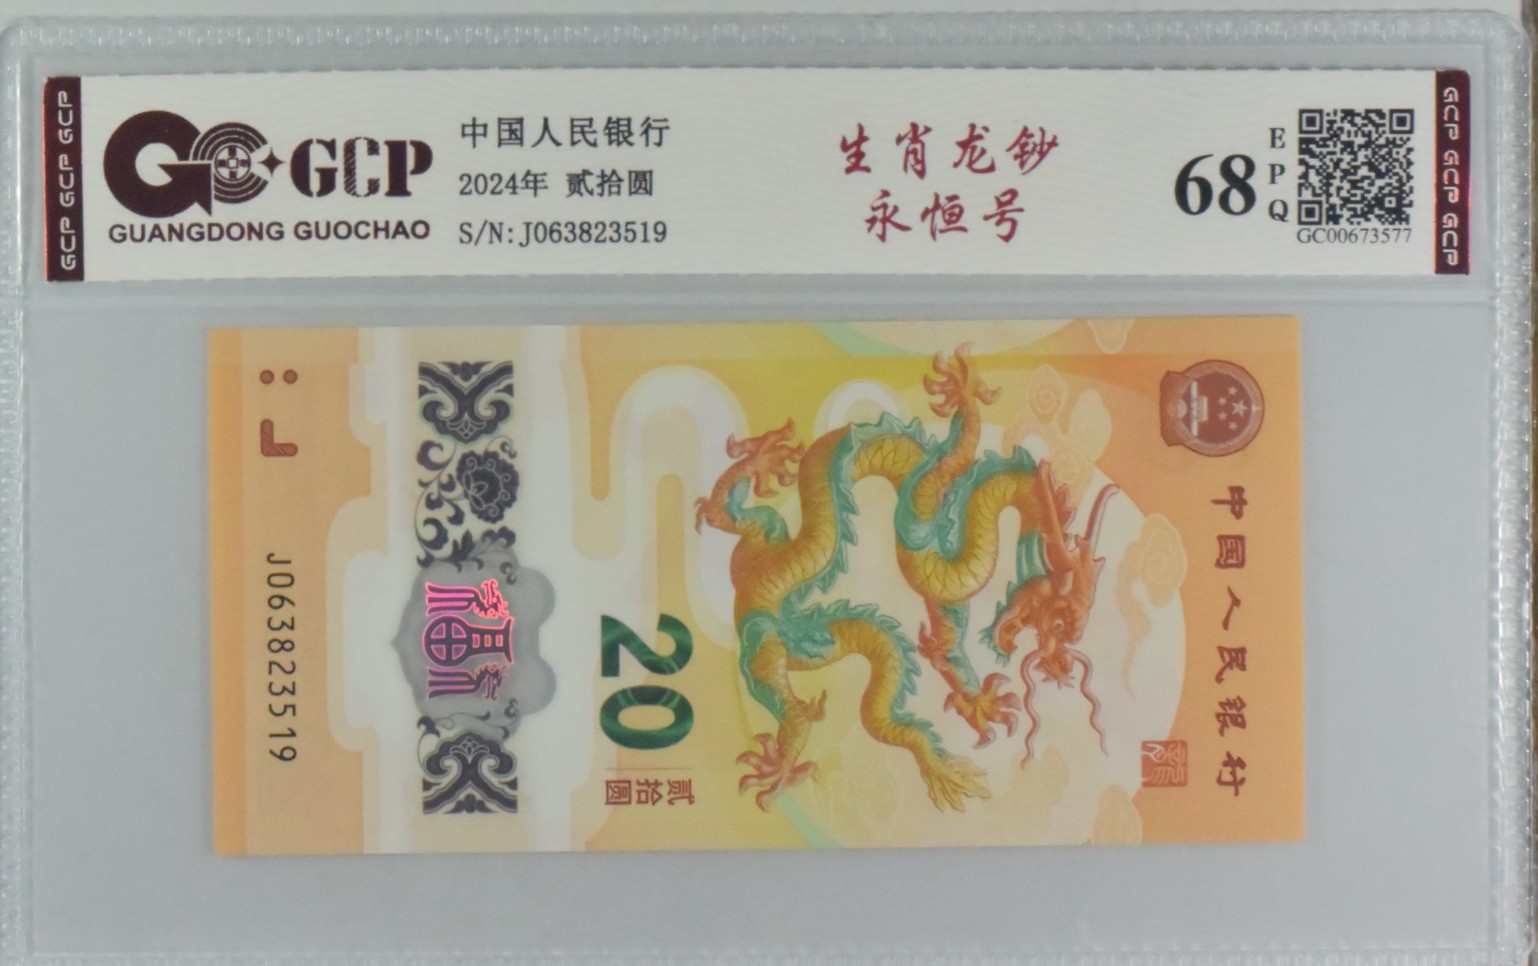 GCP GCP GCP
GCP
GUANGDONG GUOCHAO
中国人民银行
2024年 贰拾圆
S/N:J063823519
生肖龙钞
永恒号
68
EPQ
GC00673577
GCP GCP GCP
中国人民银行
20
贰拾圆
J063823519